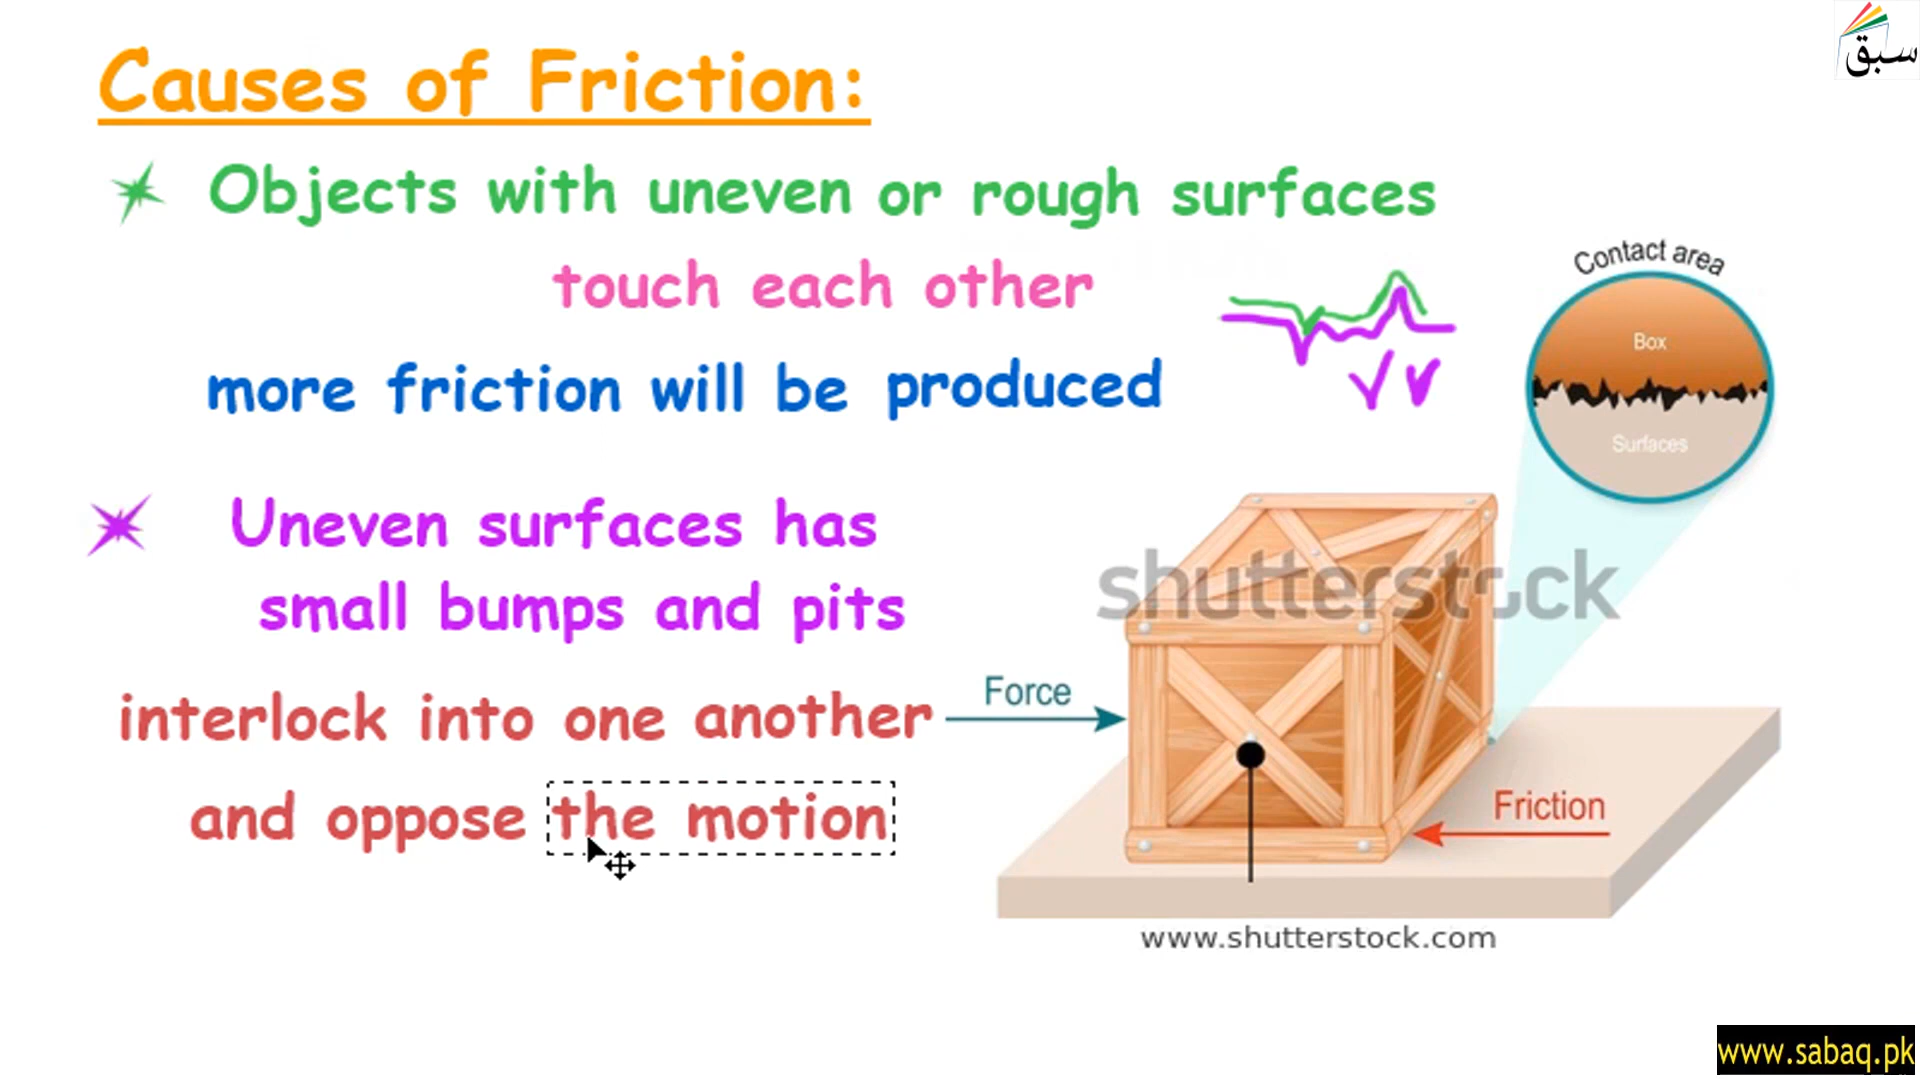 سبق
Causes of Friction:
Objects with uneven or rough surfaces
touch each other
more friction will be produced
Uneven surfaces has
small bumps and pits
interlock into one another
and oppose the motion
Contact area
Box
Surfaces
shutterstock
Force
Friction
www.shutterstock.com
www.sabaq.pk